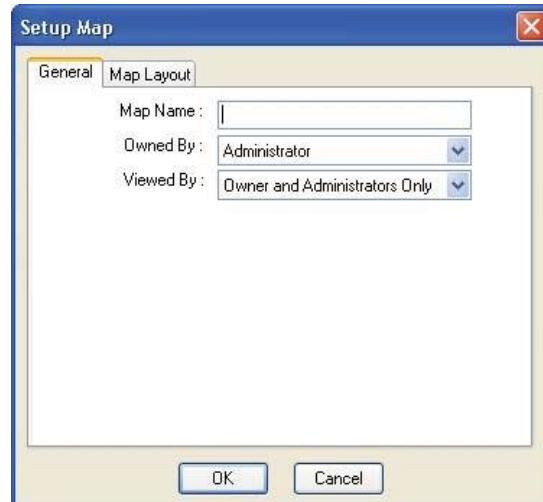 Setup Map
General Map Layout
Map Name :
Owned By : Administrator
Viewed By : Owner and Administrators Only
OK Cancel